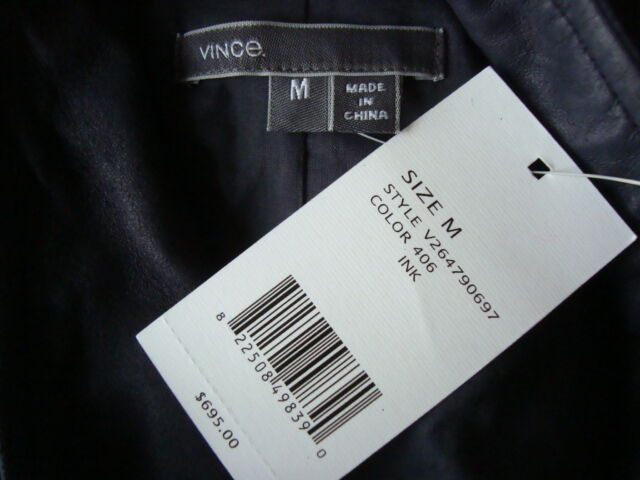 VINCE.
M
MADE
IN
CHINA
SIZE M
STYLE V264790697
COLOR 406
INK
8 22508 49839 0
$695.00